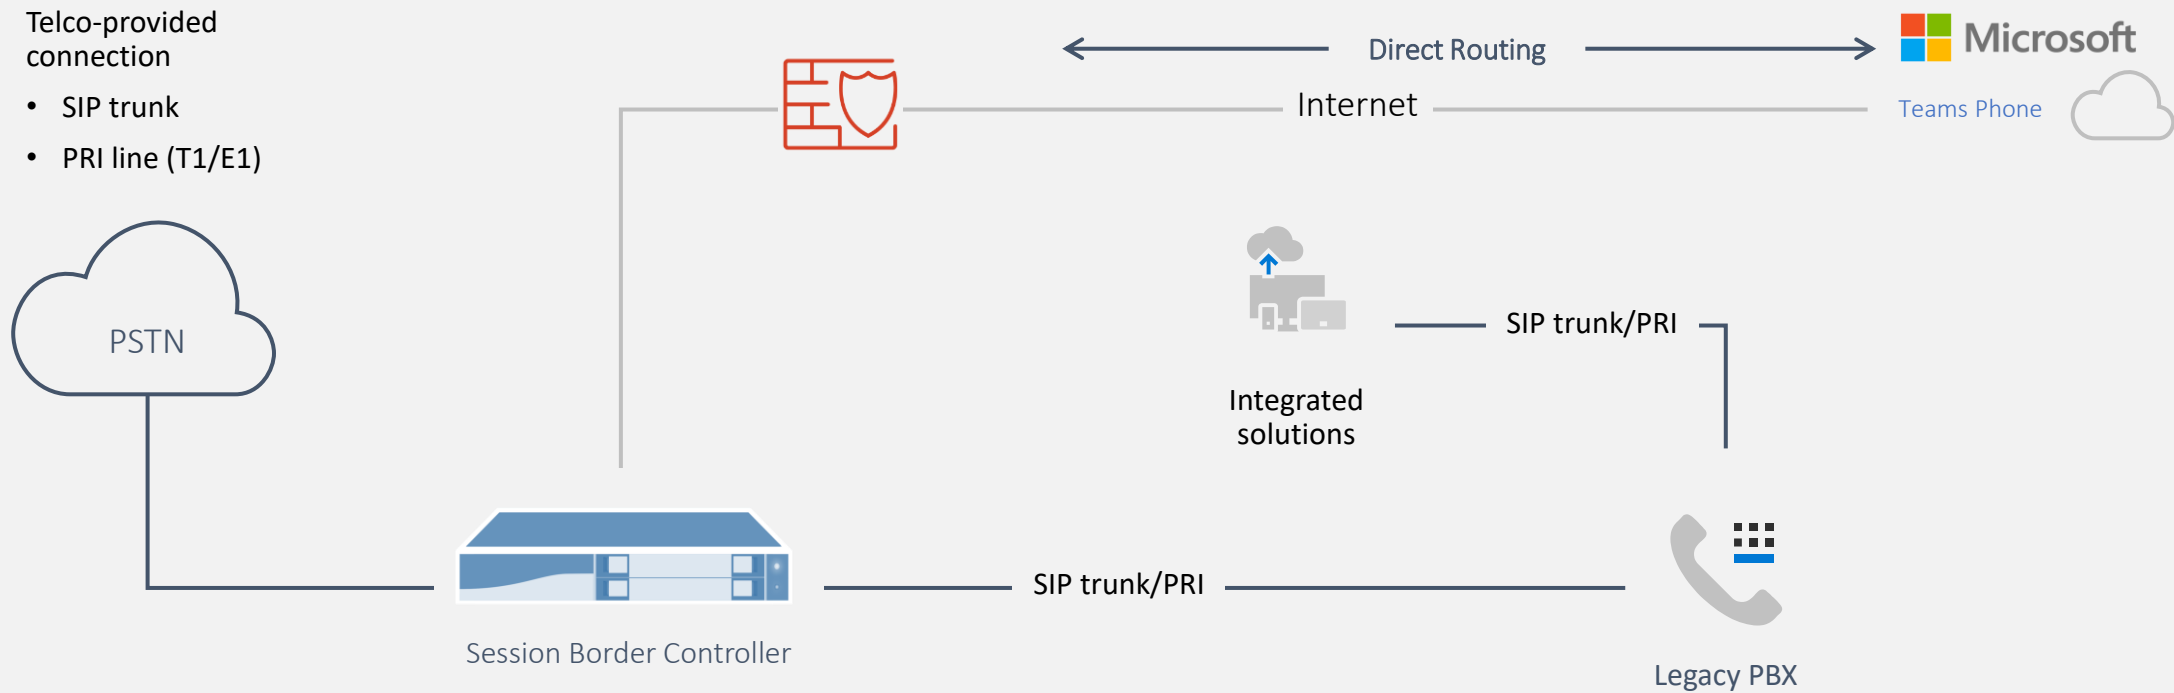 Telco-provided
connection
• SIP trunk
• PRI line (T1/E1)
Direct Routing
Microsoft
Internet
Teams Phone
PSTN
SIP trunk/PRI
Integrated
solutions
SIP trunk/PRI
Session Border Controller
Legacy PBX